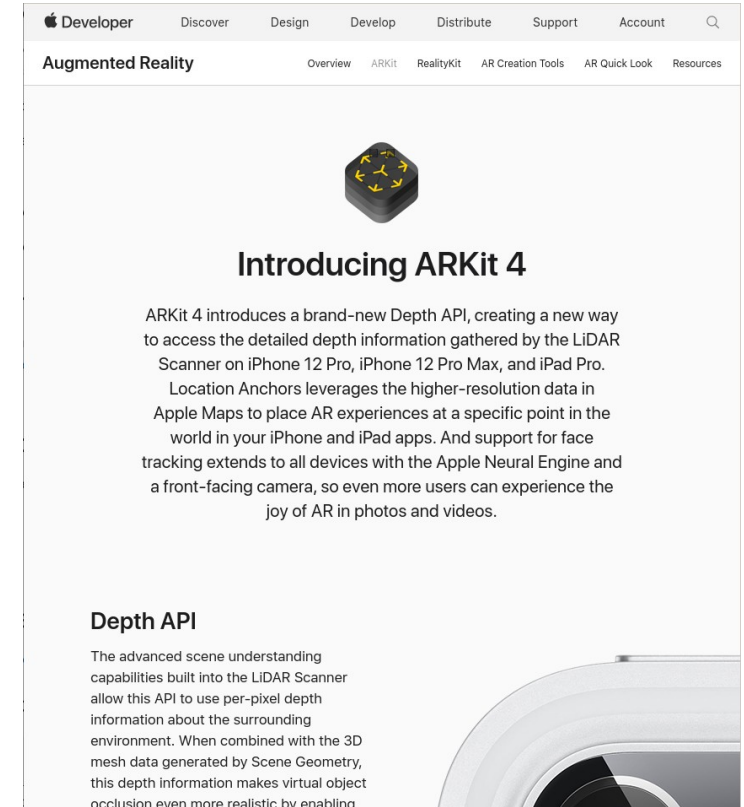 Developer Discover Design Develop Distribute Support Account
Augmented Reality Overview ARKit RealityKit AR Creation Tools AR Quick Look Resources
Introducing ARKit 4
ARKit 4 introduces a brand-new Depth API, creating a new way
to access the detailed depth information gathered by the LiDAR
Scanner on iPhone 12 Pro, iPhone 12 Pro Max, and iPad Pro.
Location Anchors leverages the higher-resolution data in
Apple Maps to place AR experiences at a specific point in the
world in your iPhone and iPad apps. And support for face
tracking extends to all devices with the Apple Neural Engine and
a front-facing camera, so even more users can experience the
joy of AR in photos and videos.
Depth API
The advanced scene understanding
capabilities built into the LiDAR Scanner
allow this API to use per-pixel depth
information about the surrounding
environment. When combined with the 3D
mesh data generated by Scene Geometry,
this depth information makes virtual object
occlusion even more realistic by enabling